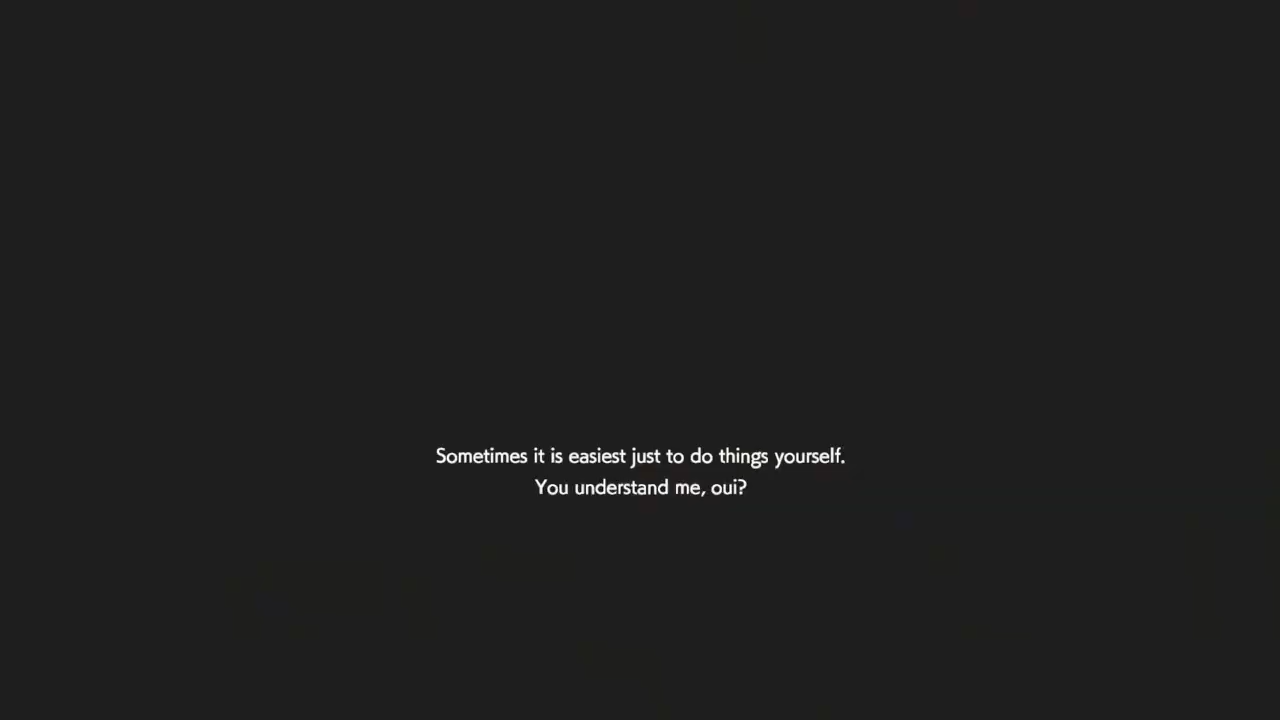 Sometimes it is easiest just to do things yourself.
You understand me, oui?